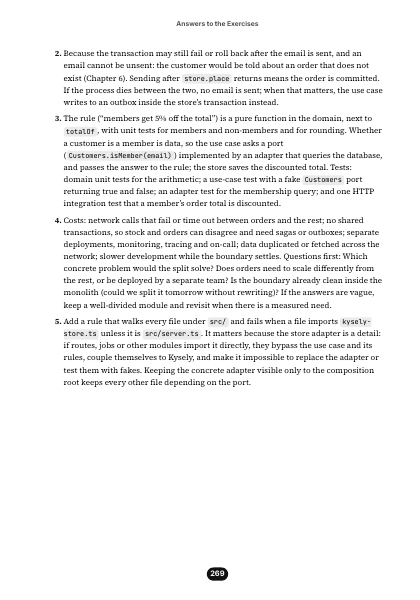 Answers to the Exercises
2. Because the transaction may still fail or roll back after the email is sent, and an
email cannot be unsent: the customer would be told about an order that does not
exist (Chapter 6). Sending after store.place returns means the order is committed.
If the process dies between the two, no email is sent; when that matters, the use case
writes to an outbox inside the store's transaction instead.
3. The rule (“members get 5% off the total”) is a pure function in the domain, next to
totalOf, with unit tests for members and non-members and for rounding. Whether
a customer is a member is data, so the use case asks a port
(Customers.isMember(email)) implemented by an adapter that queries the database,
and passes the answer to the rule; the store saves the discounted total. Tests:
domain unit tests for the arithmetic; a use-case test with a fake Customers port
returning true and false; an adapter test for the membership query; and one HTTP
integration test that a member's order total is discounted.
4. Costs: network calls that fail or time out between orders and the rest; no shared
transactions, so stock and orders can disagree and need sagas or outboxes; separate
deployments, monitoring, tracing and on-call; data duplicated or fetched across the
network; slower development while the boundary settles. Questions first: Which
concrete problem would the split solve? Does orders need to scale differently from
the rest, or be deployed by a separate team? Is the boundary already clean inside the
monolith (could we split it tomorrow without rewriting)? If the answers are vague,
keep a well-divided module and revisit when there is a measured need.
5. Add a rule that walks every file under src/ and fails when a file imports kysely-
store.ts unless it is src/server.ts. It matters because the store adapter is a detail:
if routes, jobs or other modules import it directly, they bypass the use case and its
rules, couple themselves to Kysely, and make it impossible to replace the adapter or
test them with fakes. Keeping the concrete adapter visible only to the composition
root keeps every other file depending on the port.
269